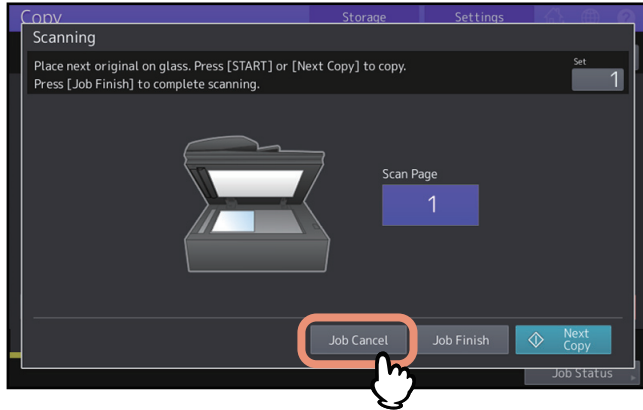 Copy
Storage
Settings
Scanning
Place next original on glass. Press [START] or [Next Copy] to copy.
Press [Job Finish] to complete scanning.
Set
1
Scan Page
1
Job Cancel
Job Finish
Next
Copy
Job Status